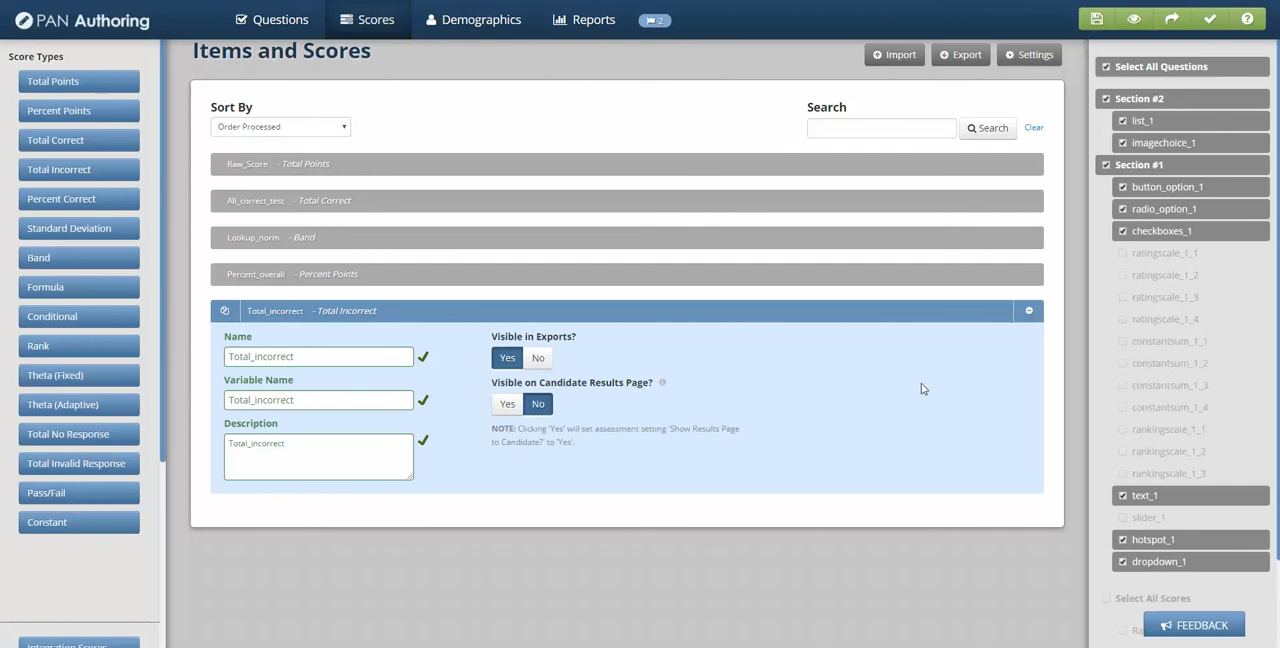 PAN Authoring
Questions
Scores
Demographics
Reports
2
Score Types
Total Points
Percent Points
Total Correct
Total Incorrect
Percent Correct
Standard Deviation
Band
Formula
Conditional
Rank
Theta (Fixed)
Theta (Adaptive)
Total No Response
Total Invalid Response
Pass/Fail
Constant
Integration Scores
Items and Scores
Import
Export
Settings
Sort By
Order Processed
Search
Search
Clear
Raw_Score - Total Points
All_correct_test - Total Correct
Lookup_norm - Band
Percent_overall - Percent Points
Total_incorrect - Total Incorrect
Name
Total_incorrect
Variable Name
Total_incorrect
Description
Total_incorrect
Visible in Exports?
Yes No
Visible on Candidate Results Page?
Yes No
NOTE: Clicking 'Yes' will set assessment setting 'Show Results Page
to Candidate?' to 'Yes'.
Select All Questions
Section #2
list_1
imagechoice_1
Section #1
button_option_1
radio_option_1
checkboxes_1
ratingscale_1_1
ratingscale_1_2
ratingscale_1_3
ratingscale_1_4
constantsum_1_1
constantsum_1_2
constantsum_1_3
constantsum_1_4
rankingscale_1_1
rankingscale_1_2
rankingscale_1_3
text_1
slider_1
hotspot_1
dropdown_1
Select All Scores
FEEDBACK